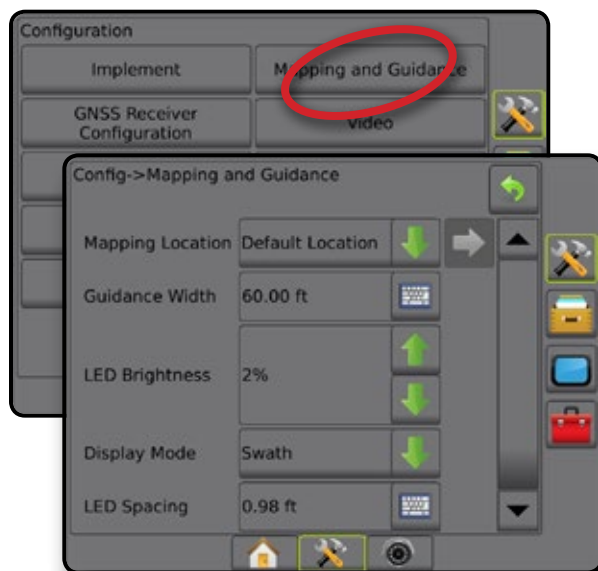 Configuration
Implement
Mapping and Guidance
GNSS Receiver
Configuration
Video
Config->Mapping and Guidance
Mapping Location
Default Location
Guidance Width
60.00 ft
LED Brightness
2%
Display Mode
Swath
LED Spacing
0.98 ft